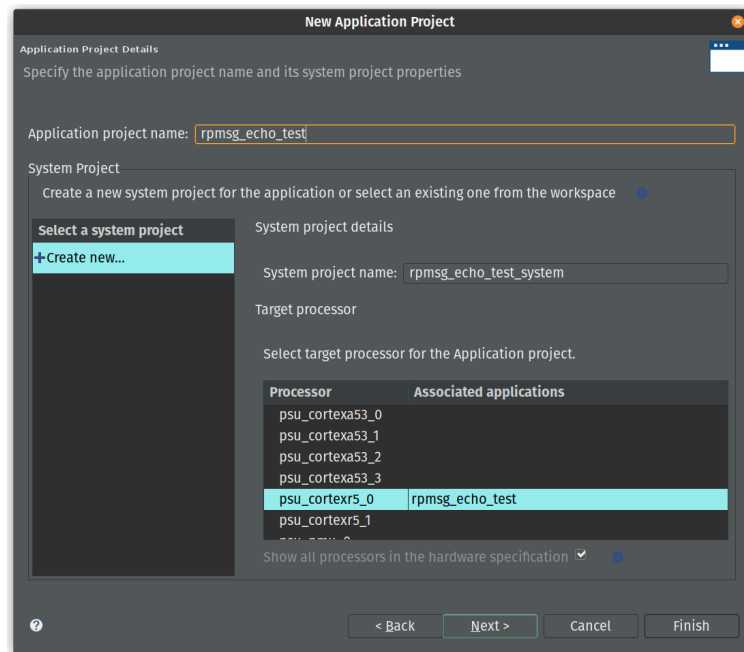 New Application Project
Application Project Details
Specify the application project name and its system project properties
Application project name: rpmsg_echo_test
System Project
Create a new system project for the application or select an existing one from the workspace
Select a system project
+Create new...
System project details
System project name: rpmsg_echo_test_system
Target processor
Select target processor for the Application project.
Processor Associated applications
psu_cortexa53_0
psu_cortexa53_1
psu_cortexa53_2
psu_cortexa53_3
psu_cortexr5_0 rpmsg_echo_test
psu_cortexr5_1
Show all processors in the hardware specification
< Back Next > Cancel Finish